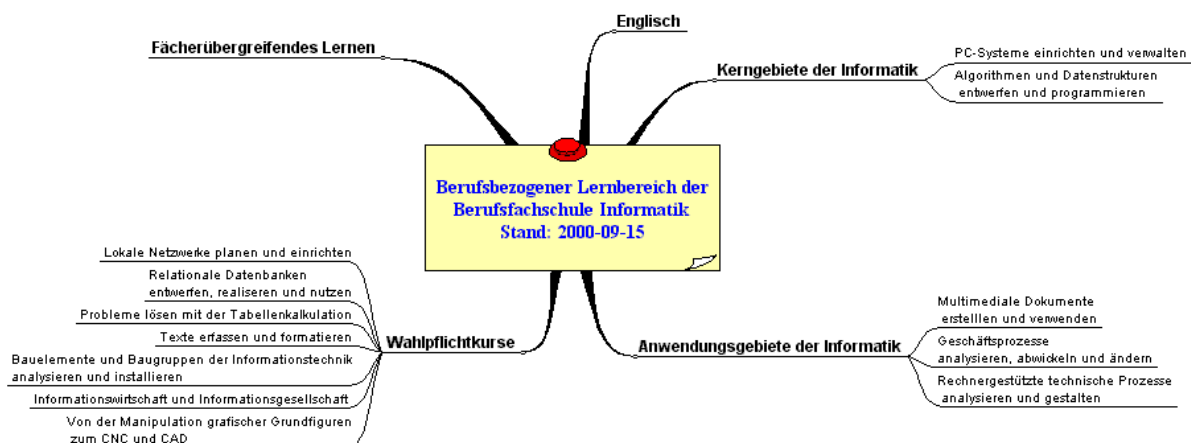 Englisch
Fächerübergreifendes Lernen
Kerngebiete der Informatik
PC-Systeme einrichten und verwalten
Algorithmen und Datenstrukturen
entwerfen und programmieren
Berufsbezogener Lernbereich der
Berufsfachschule Informatik
Stand: 2000-09-15
Wahlpflichtkurse
Lokale Netzwerke planen und einrichten
Relationale Datenbanken
entwerfen, realiseren und nutzen
Probleme lösen mit der Tabellenkalkulation
Texte erfassen und formatieren
Bauelemente und Baugruppen der Informationstechnik
analysieren und installieren
Informationswirtschaft und Informationsgesellschaft
Von der Manipulation grafischer Grundfiguren
zum CNC und CAD
Anwendungsgebiete der Informatik
Multimediale Dokumente
erstelllen und verwenden
Geschäftsprozesse
analysieren, abwickeln und ändern
Rechnergestützte technische Prozesse
analysieren und gestalten